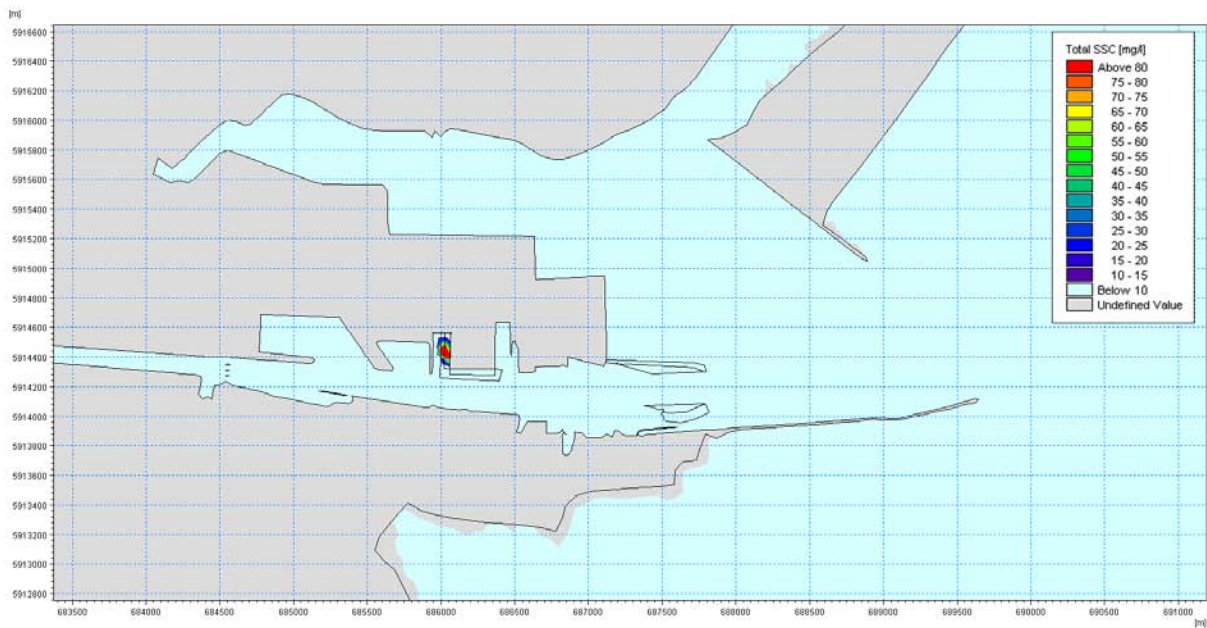 [m]
5916600
5916400
5916200
5916000
5915800
5915600
5915400
5915200
5915000
5914800
5914600
5914400
5914200
5914000
5913800
5913600
5913400
5913200
5913000
5912800
683500 684000 684500 685000 685500 686000 686500 687000 687500 688000 688500 689000 689500 690000 690500 691000
[m]
Total SSC [mg/l]
Above 80
75 - 80
70 - 75
65 - 70
60 - 65
55 - 60
50 - 55
45 - 50
40 - 45
35 - 40
30 - 35
25 - 30
20 - 25
15 - 20
10 - 15
Below 10
Undefined Value